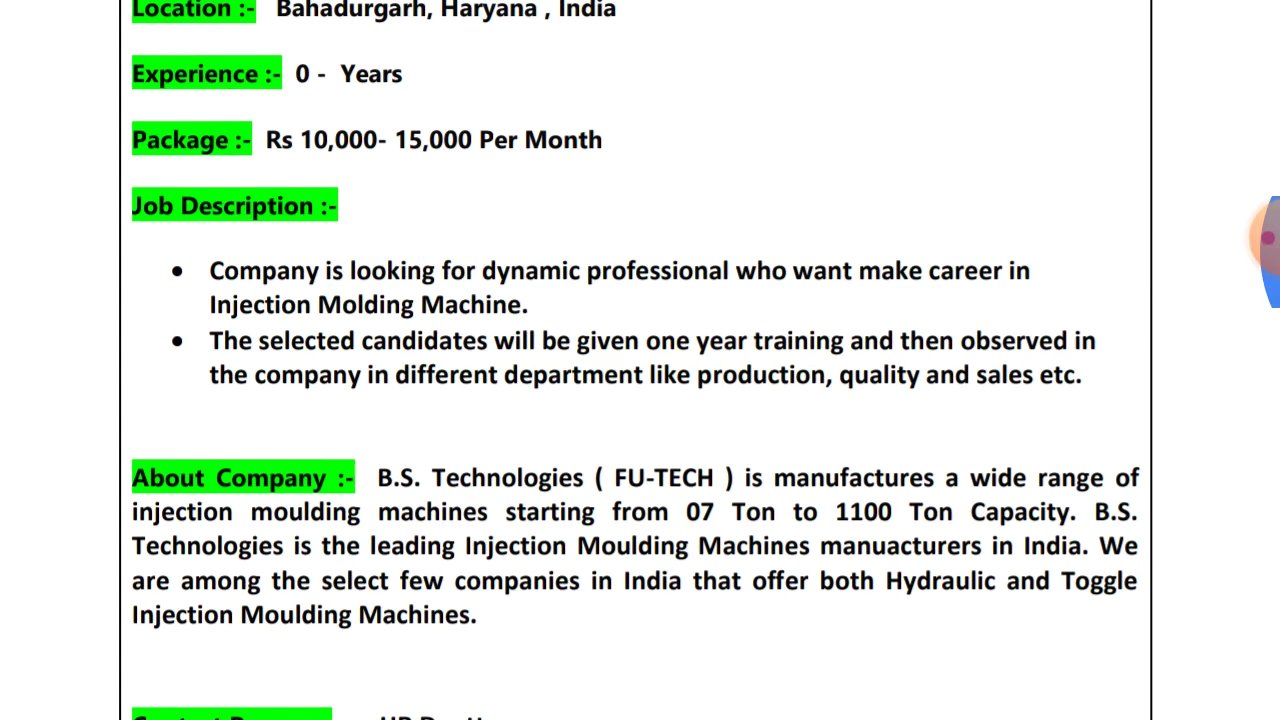 Location :- Bahadurgarh, Haryana , India
Experience :- 0 - Years
Package :- Rs 10,000- 15,000 Per Month
Job Description :-
• Company is looking for dynamic professional who want make career in
Injection Molding Machine.
• The selected candidates will be given one year training and then observed in
the company in different department like production, quality and sales etc.
About Company :- B.S. Technologies ( FU-TECH ) is manufactures a wide range of
injection moulding machines starting from 07 Ton to 1100 Ton Capacity. B.S.
Technologies is the leading Injection Moulding Machines manuacturers in India. We
are among the select few companies in India that offer both Hydraulic and Toggle
Injection Moulding Machines.